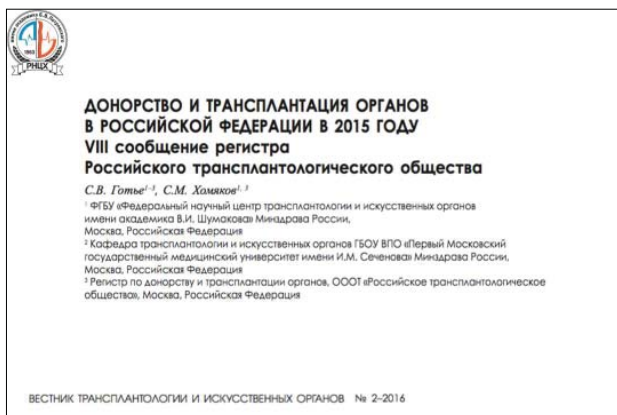 1963
РНЦХ
ДОНОРСТВО И ТРАНСПЛАНТАЦИЯ ОРГАНОВ
В РОССИЙСКОЙ ФЕДЕРАЦИИ В 2015 ГОДУ
VIII сообщение регистра
Российского трансплантологического общества
С.В. Готье¹⁻³, С.М. Хомяков¹, ³
¹ ФГБУ «Федеральный научный центр трансплантологии и искусственных органов
имени академика В.И. Шумакова» Минздрава России,
Москва, Российская Федерация
² Кафедра трансплантологии и искусственных органов ГБОУ ВПО «Первый Московский
государственный медицинский университет имени И.М. Сеченова» Минздрава России,
Москва, Российская Федерация
³ Регистр по донорству и трансплантации органов, ОООТ «Российское трансплантологическое
общество», Москва, Российская Федерация
ВЕСТНИК ТРАНСПЛАНТОЛОГИИ И ИСКУССТВЕННЫХ ОРГАНОВ № 2–2016